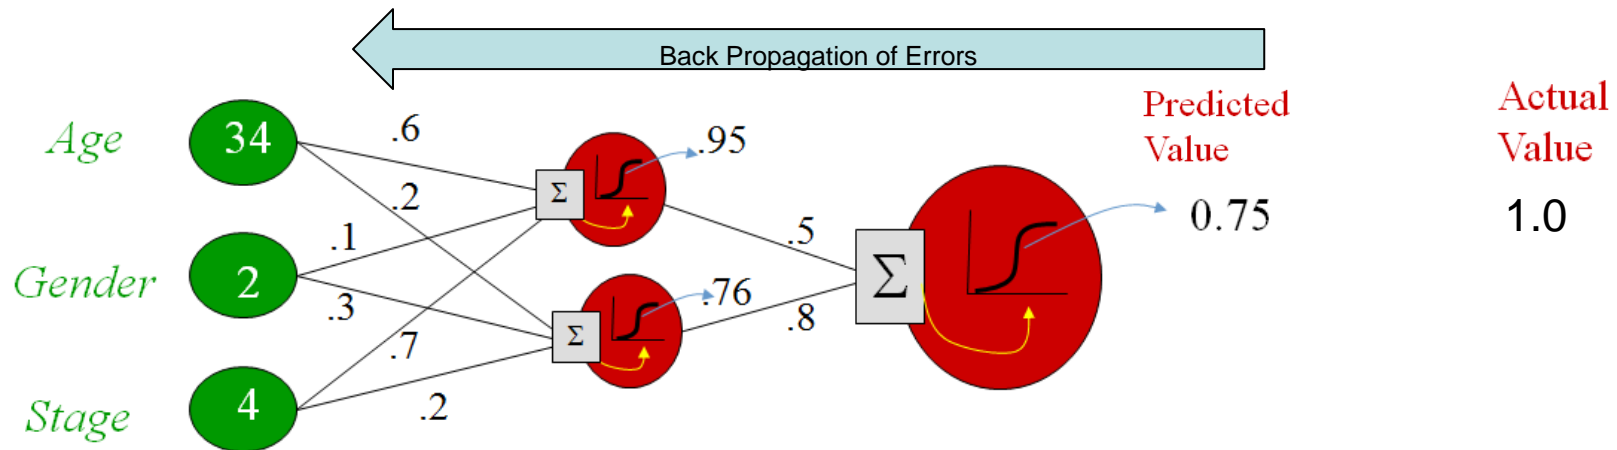 Back Propagation of Errors
Predicted
Value
Actual
Value
Age
34
.6
.95
Σ
.2
0.75
1.0
.1
.5
Gender
2
Σ
.3
.76
.8
Σ
.7
Stage
4
.2